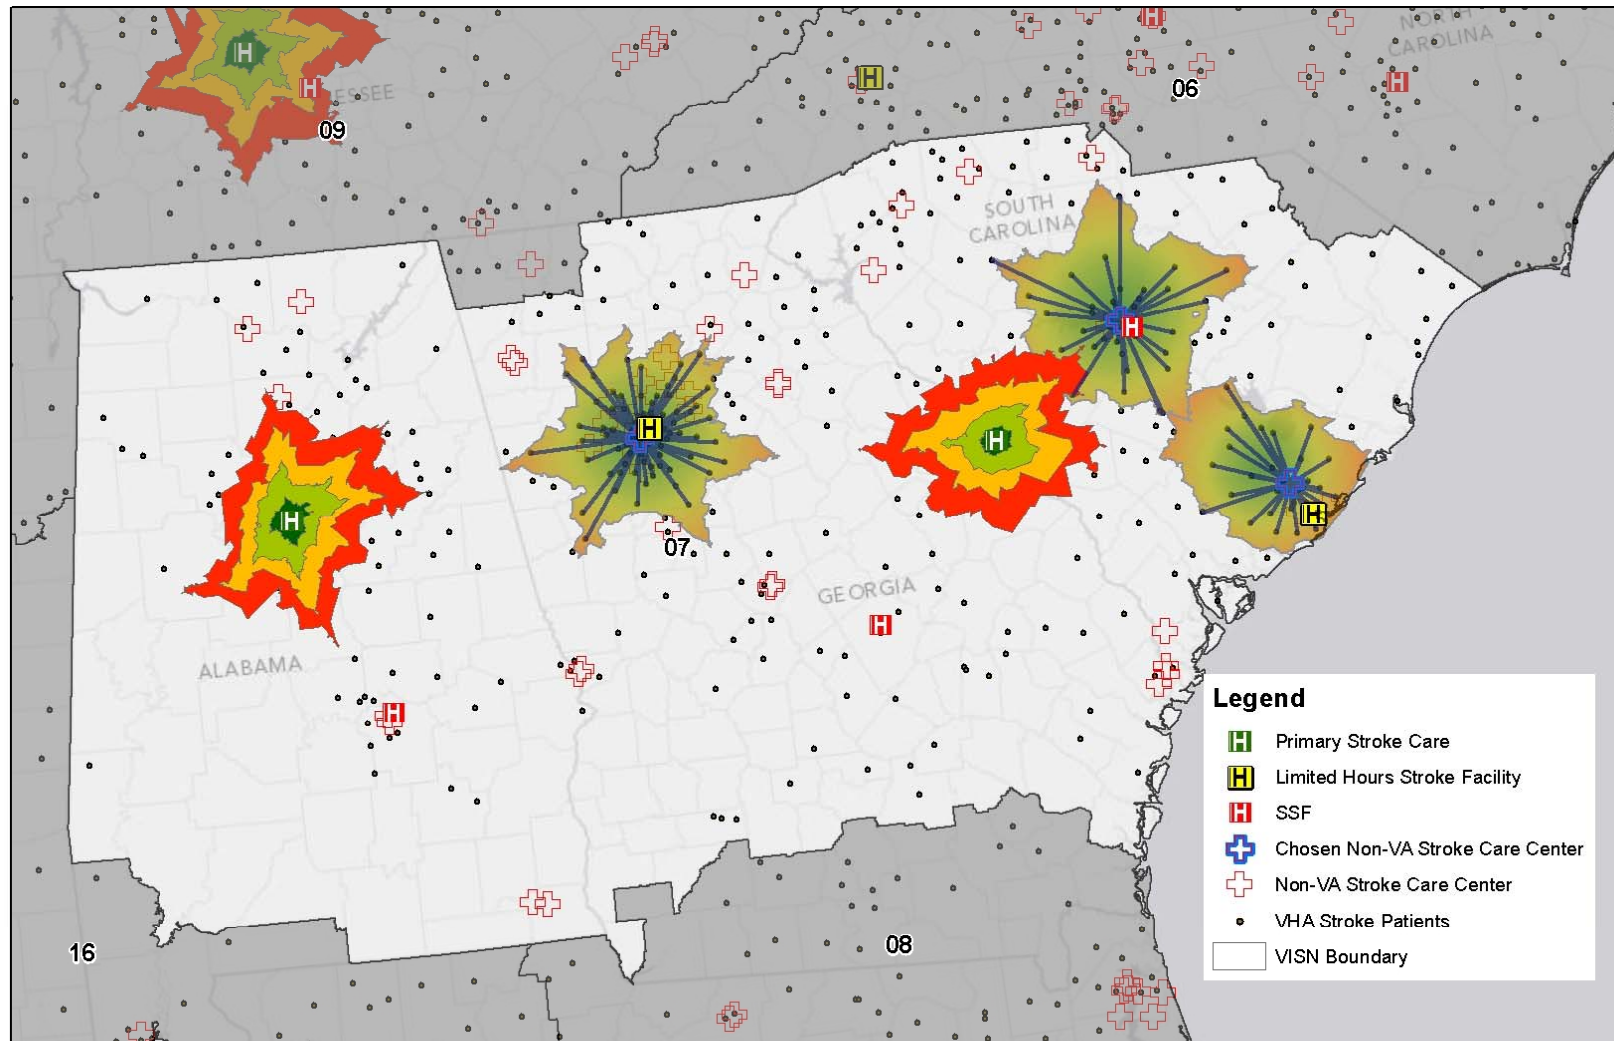 NORTH
CAROLINA
ESSEE
06
09
SOUTH
CAROLINA
07
GEORGIA
ALABAMA
16
08
H
H
H
H
H
H
H
H
H
H
H
H
H
Legend
H Primary Stroke Care
H Limited Hours Stroke Facility
H SSF
Chosen Non-VA Stroke Care Center
Non-VA Stroke Care Center
VHA Stroke Patients
VISN Boundary